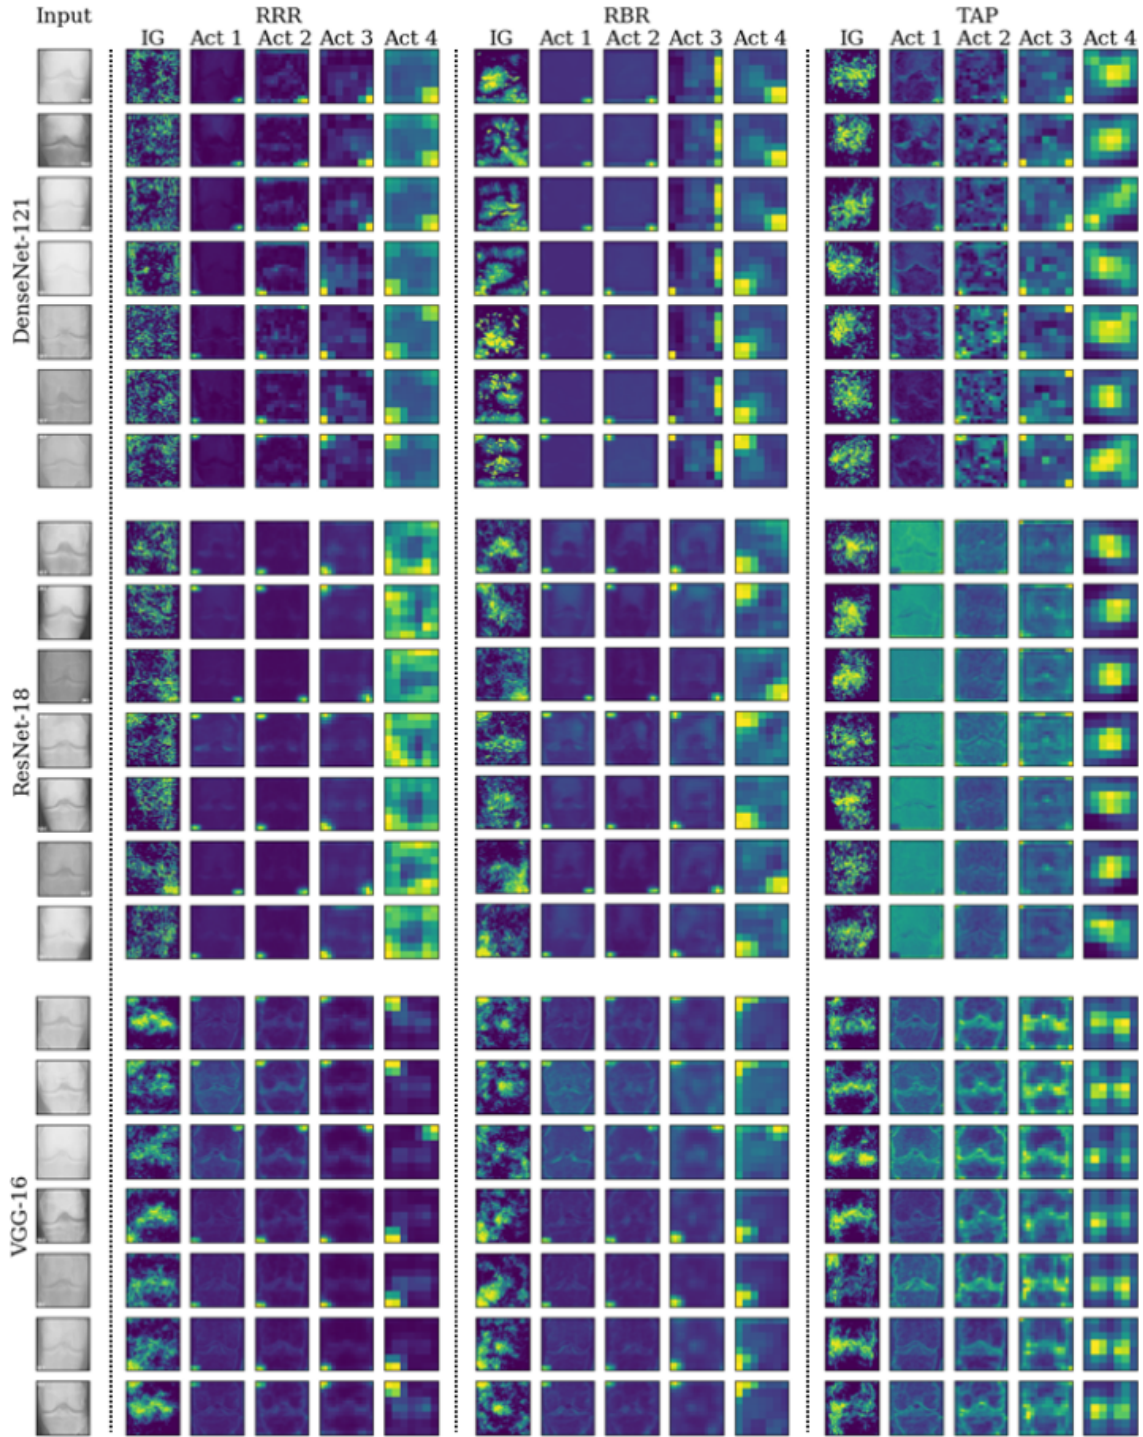 Input RRR RBR TAP
IG Act 1 Act 2 Act 3 Act 4 IG Act 1 Act 2 Act 3 Act 4 IG Act 1 Act 2 Act 3 Act 4
DenseNet-121
ResNet-18
VGG-16